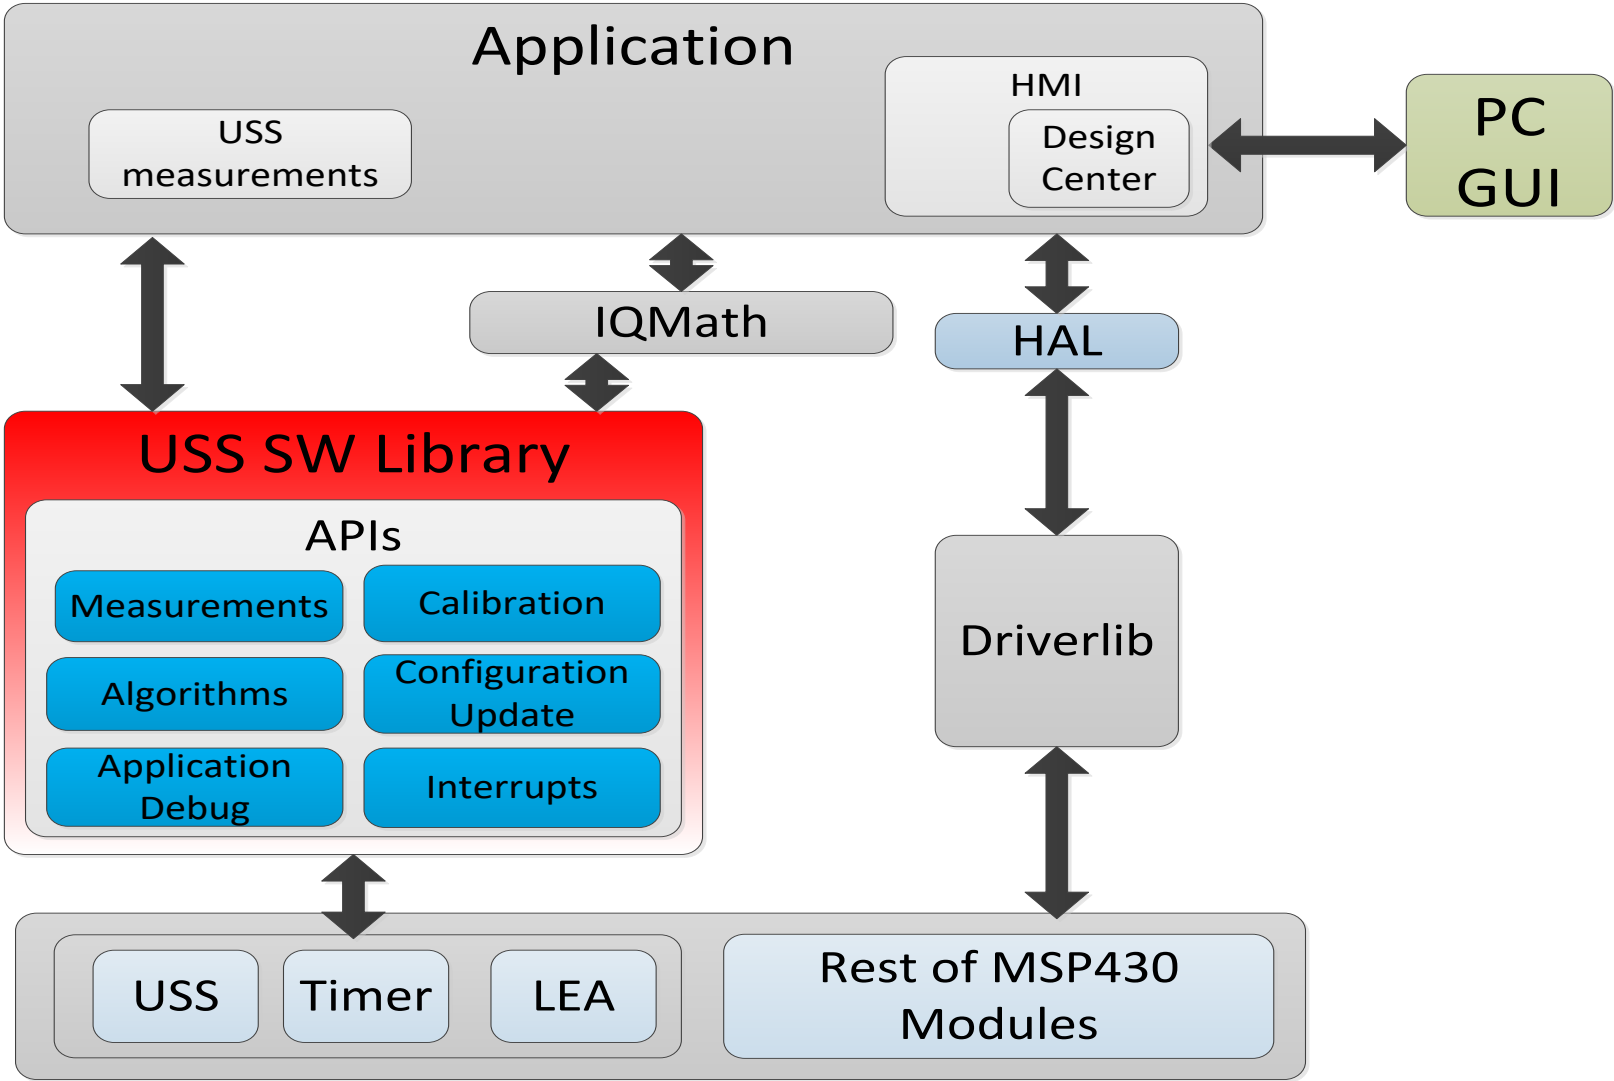 Application
USS
measurements
HMI
Design
Center
PC
GUI
IQMath
HAL
USS SW Library
APIs
Measurements
Calibration
Algorithms
Configuration
Update
Application
Debug
Interrupts
Driverlib
USS
Timer
LEA
Rest of MSP430
Modules